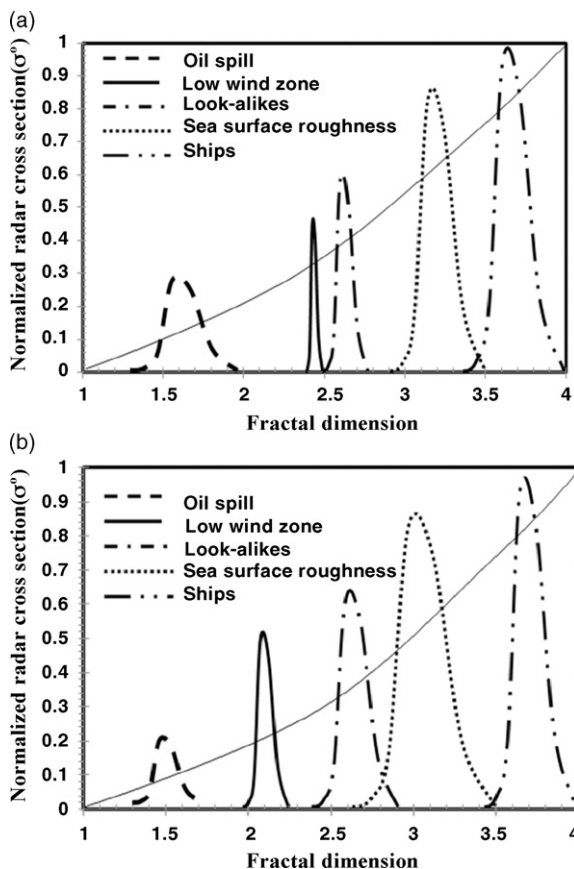 (a)
1
0.9
0.8
0.7
0.6
0.5
0.4
0.3
0.2
0.1
0
Normalized radar cross section(σ°)
Oil spill
Low wind zone
Look-alikes
Sea surface roughness
Ships
1 1.5 2 2.5 3 3.5 4
Fractal dimension
(b)
1
0.9
0.8
0.7
0.6
0.5
0.4
0.3
0.2
0.1
0
Normalized radar cross section(σ°)
Oil spill
Low wind zone
Look-alikes
Sea surface roughness
Ships
1 1.5 2 2.5 3 3.5 4
Fractal dimension